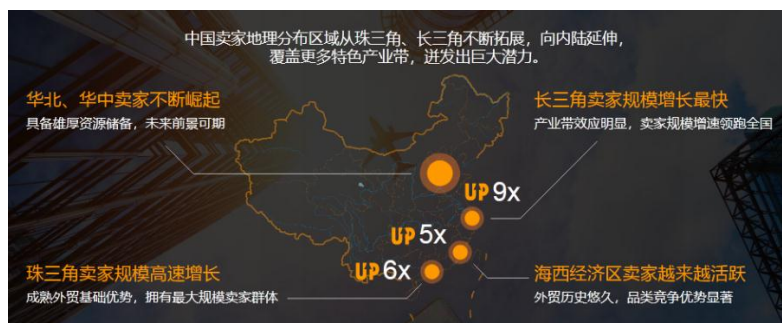 中国卖家地理分布区域从珠三角、长三角不断拓展，向内陆延伸，
覆盖更多特色产业带，迸发出巨大潜力。
华北、华中卖家不断崛起
具备雄厚资源储备，未来前景可期
长三角卖家规模增长最快
产业带效应明显，卖家规模增速领跑全国
UP 9x
UP 5x
UP 6x
珠三角卖家规模高速增长
成熟外贸基础优势，拥有最大规模卖家群体
海西经济区卖家越来越活跃
外贸历史悠久，品类竞争优势显著